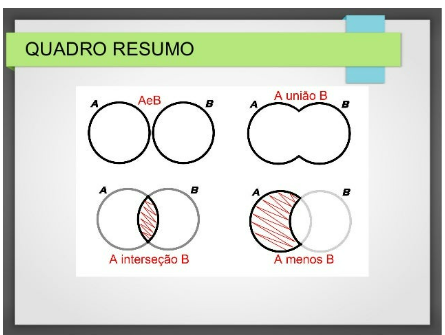 QUADRO RESUMO
A AeB B
A união B
A B
A B
A interseção B
A B
A menos B